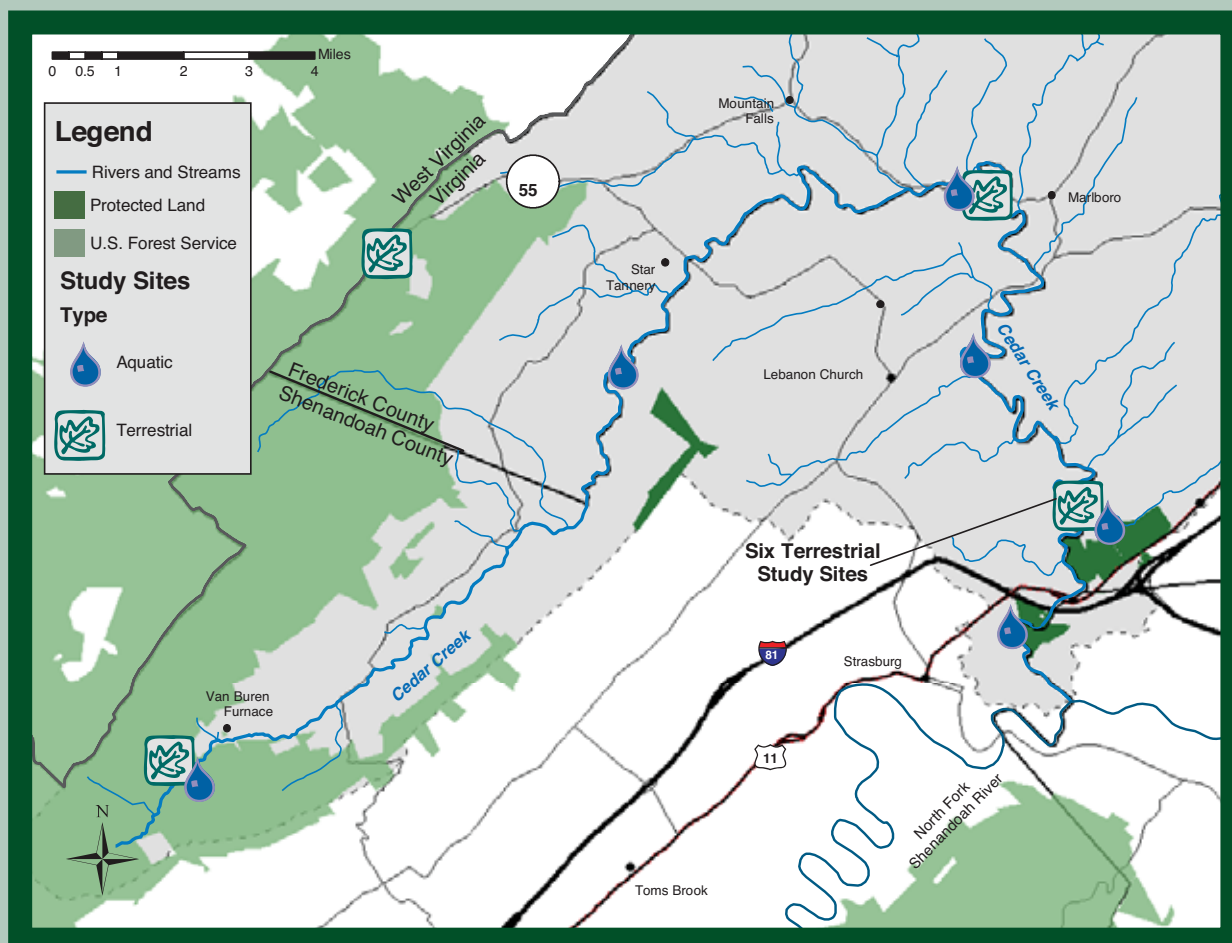 Miles
0 0.5 1 2 3 4
Legend
Rivers and Streams
Protected Land
U.S. Forest Service
Study Sites
Type
Aquatic
Terrestrial
West Virginia
Virginia
55
Mountain
Falls
Marlboro
Star
Tannery
Lebanon Church
Cedar Creek
Frederick County
Shenandoah County
Six Terrestrial
Study Sites
Cedar Creek
Van Buren
Furnace
81
Strasburg
11
North Fork
Shenandoah River
Toms Brook
N